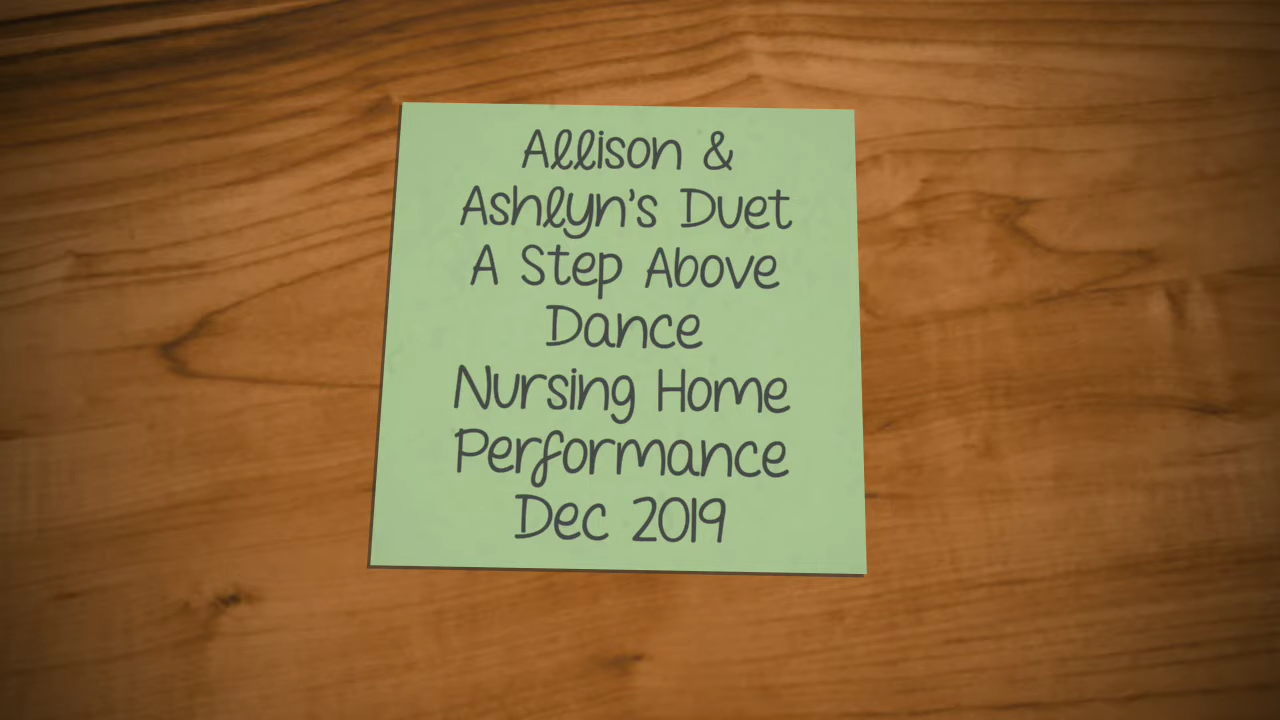 Allison &
Ashlyn's Duet
A Step Above
Dance
Nursing Home
Performance
Dec 2019